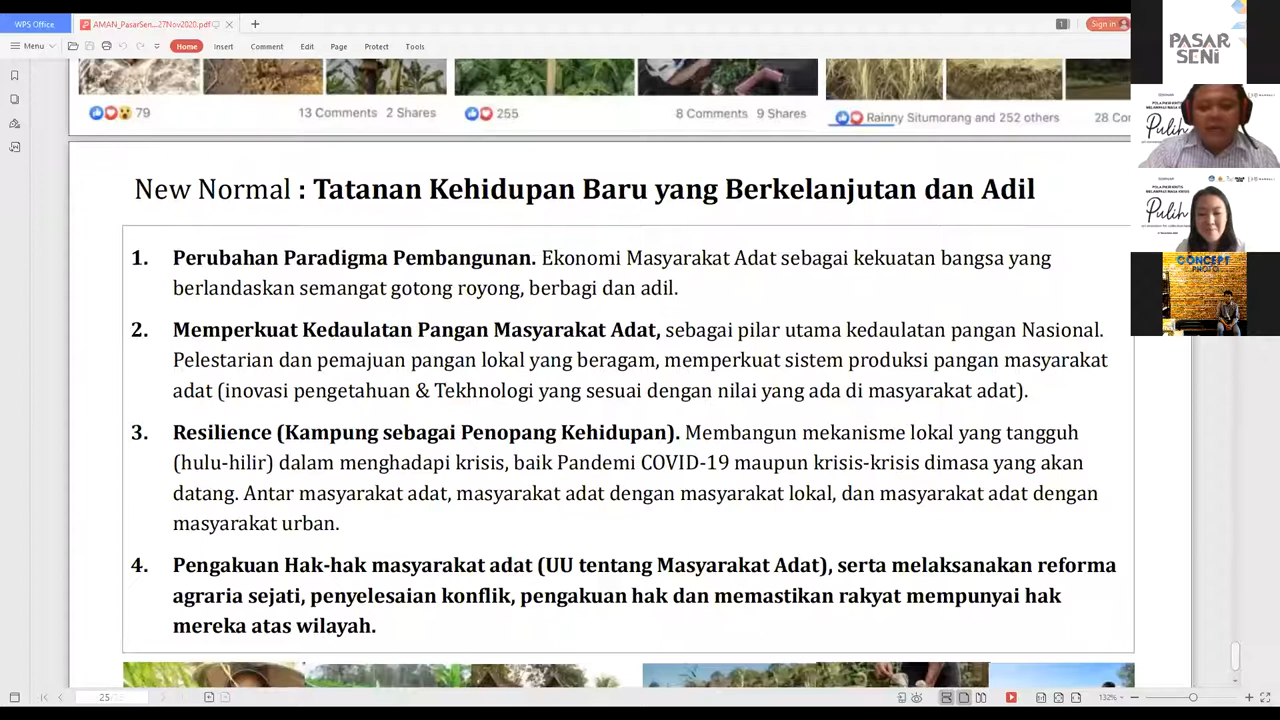 WPS Office
AMAN_PasarSen...27Nov2020.pdf
1
Sign in
Menu
Home
Insert
Comment
Edit
Page
Protect
Tools
79
13 Comments 2 Shares
255
8 Comments 9 Shares
Rainny Situmorang and 252 others
28 Com
New Normal : Tatanan Kehidupan Baru yang Berkelanjutan dan Adil
1. Perubahan Paradigma Pembangunan. Ekonomi Masyarakat Adat sebagai kekuatan bangsa yang
berlandaskan semangat gotong royong, berbagi dan adil.
2. Memperkuat Kedaulatan Pangan Masyarakat Adat, sebagai pilar utama kedaulatan pangan Nasional.
Pelestarian dan pemajuan pangan lokal yang beragam, memperkuat sistem produksi pangan masyarakat
adat (inovasi pengetahuan & Tekhnologi yang sesuai dengan nilai yang ada di masyarakat adat).
3. Resilience (Kampung sebagai Penopang Kehidupan). Membangun mekanisme lokal yang tangguh
(hulu-hilir) dalam menghadapi krisis, baik Pandemi COVID-19 maupun krisis-krisis dimasa yang akan
datang. Antar masyarakat adat, masyarakat adat dengan masyarakat lokal, dan masyarakat adat dengan
masyarakat urban.
4. Pengakuan Hak-hak masyarakat adat (UU tentang Masyarakat Adat), serta melaksanakan reforma
agraria sejati, penyelesaian konflik, pengakuan hak dan memastikan rakyat mempunyai hak
mereka atas wilayah.
25
132%
PASAR
SENI
SEMINAR
Pulih
SEMINAR
Pulih
CONCEPT
PHOTO